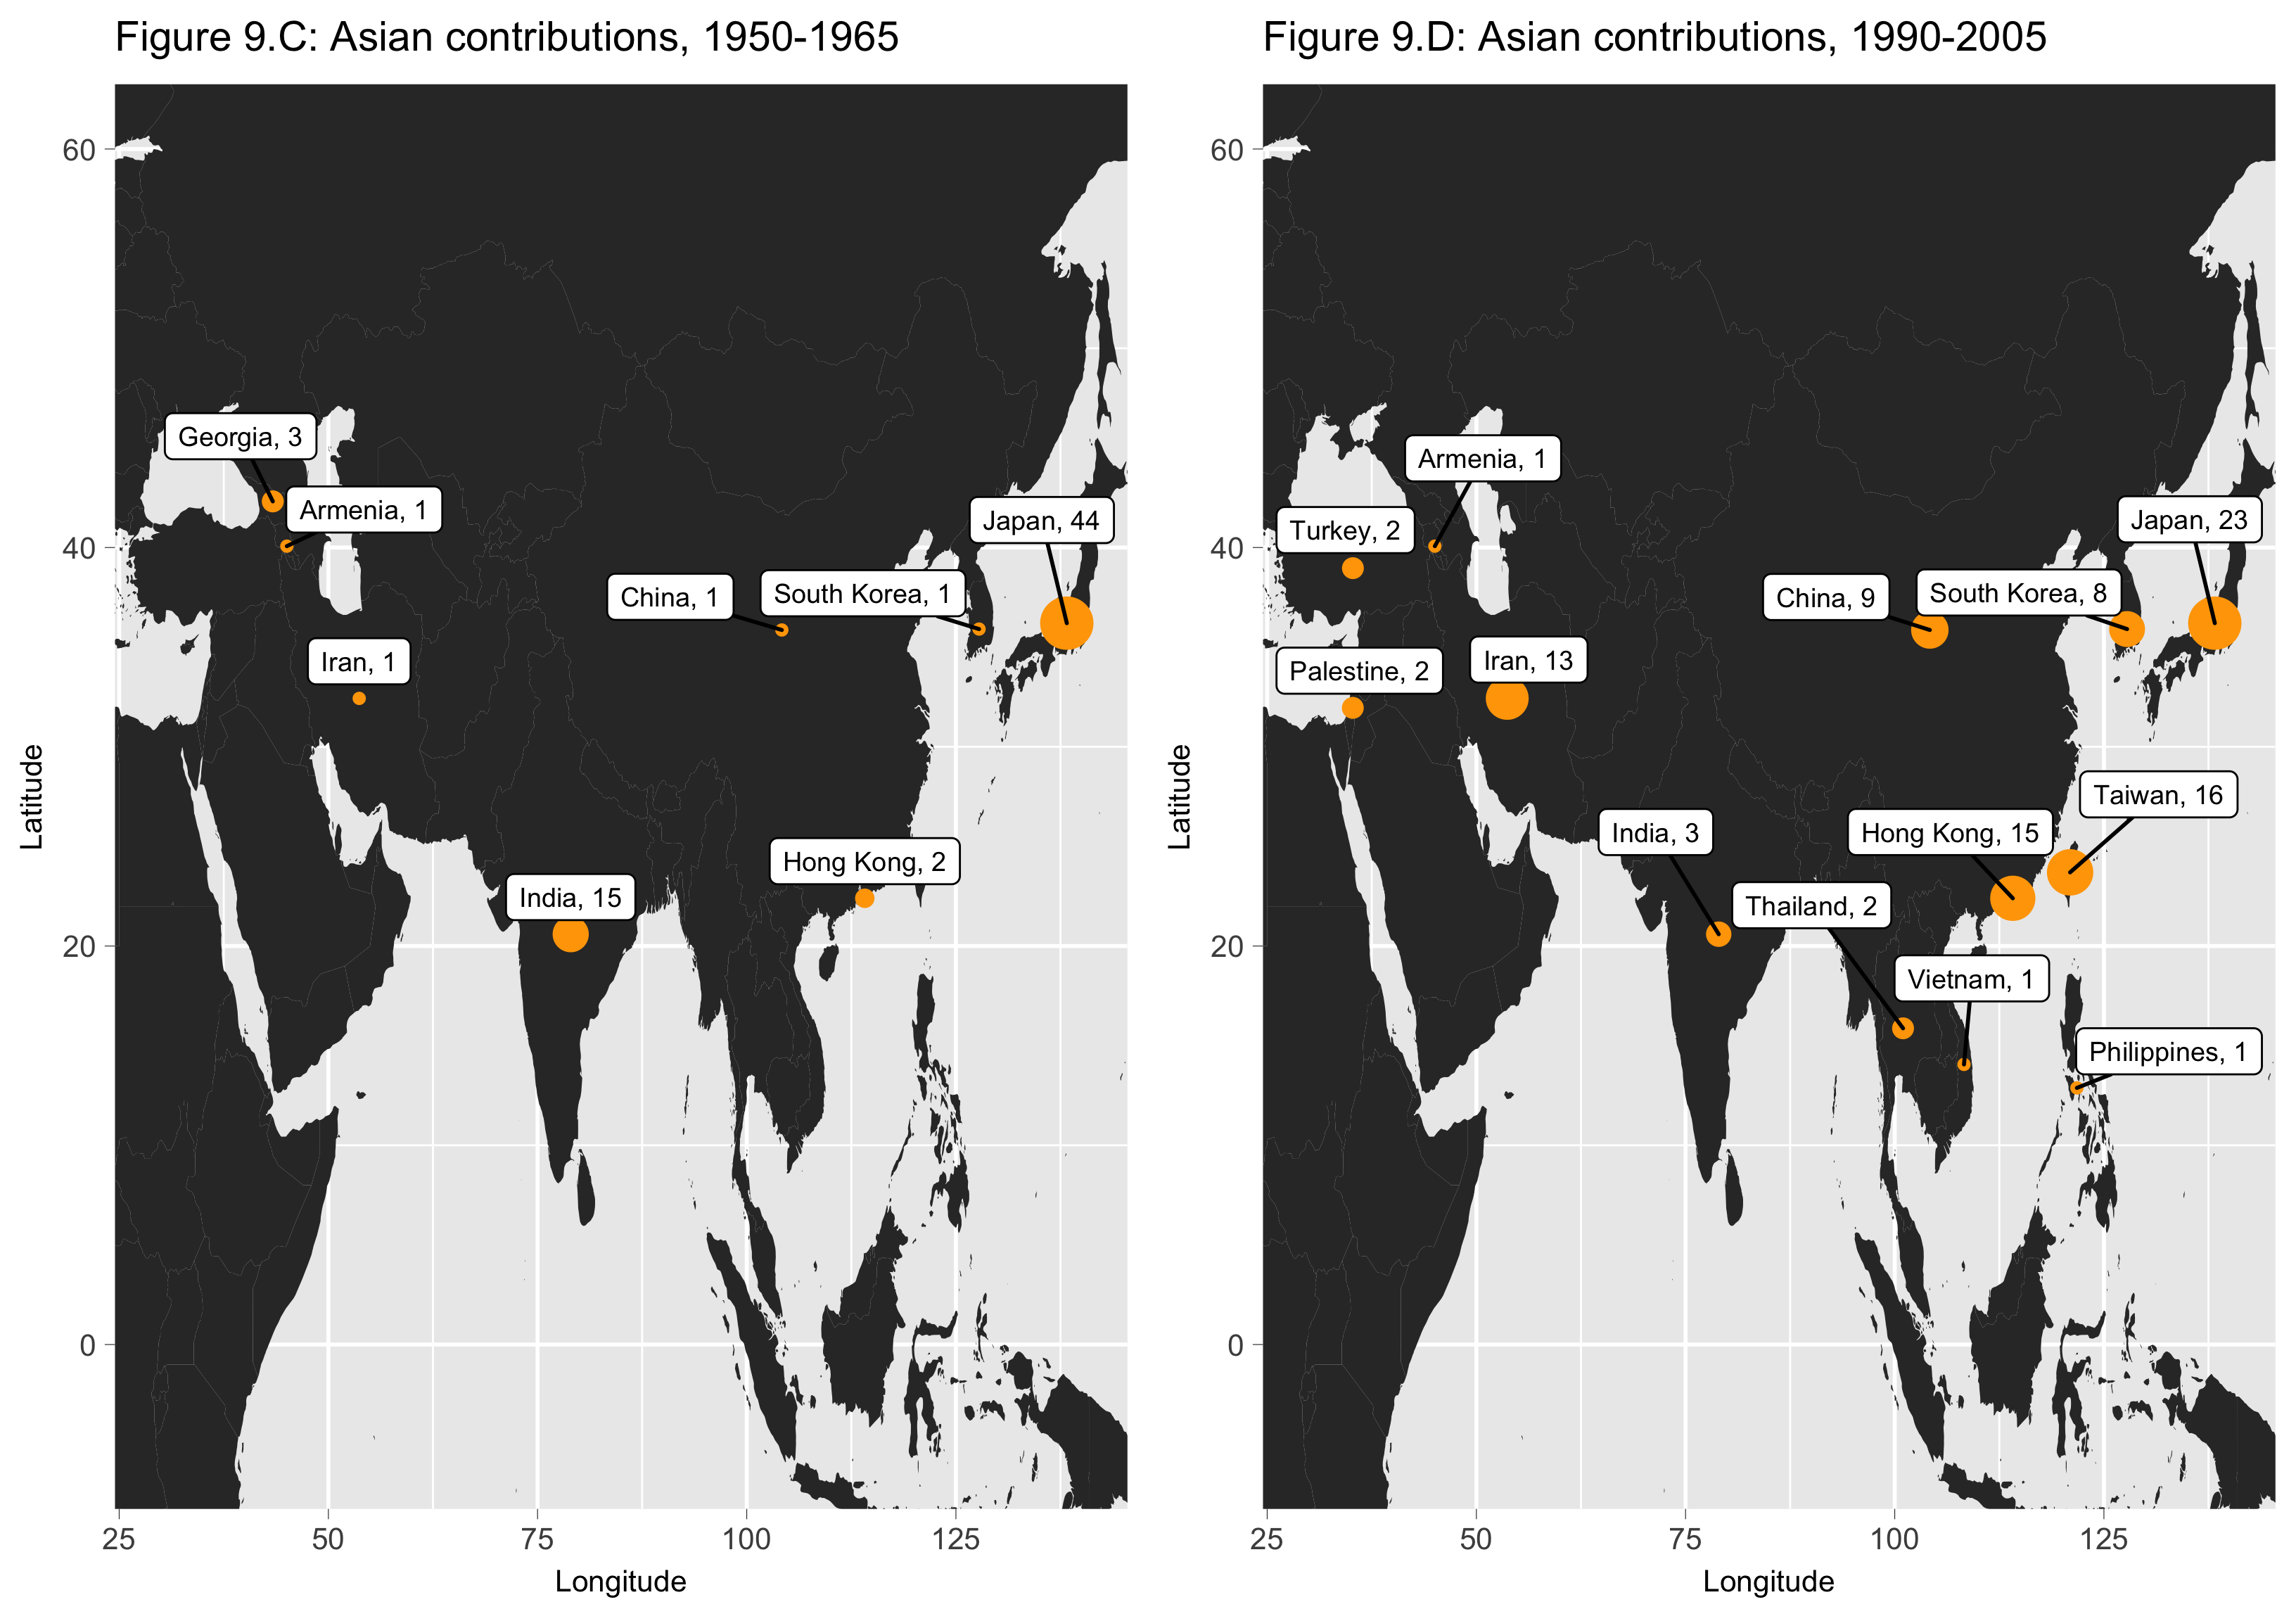 Figure 9.C: Asian contributions, 1950-1965
60
40
20
0
Latitude
Georgia, 3
Armenia, 1
Japan, 44
China, 1
South Korea, 1
Iran, 1
Hong Kong, 2
India, 15
25
50
75
100
125
Longitude
Figure 9.D: Asian contributions, 1990-2005
60
40
20
0
Latitude
Armenia, 1
Turkey, 2
Japan, 23
China, 9
South Korea, 8
Palestine, 2
Iran, 13
Taiwan, 16
India, 3
Hong Kong, 15
Thailand, 2
Vietnam, 1
Philippines, 1
25
50
75
100
125
Longitude